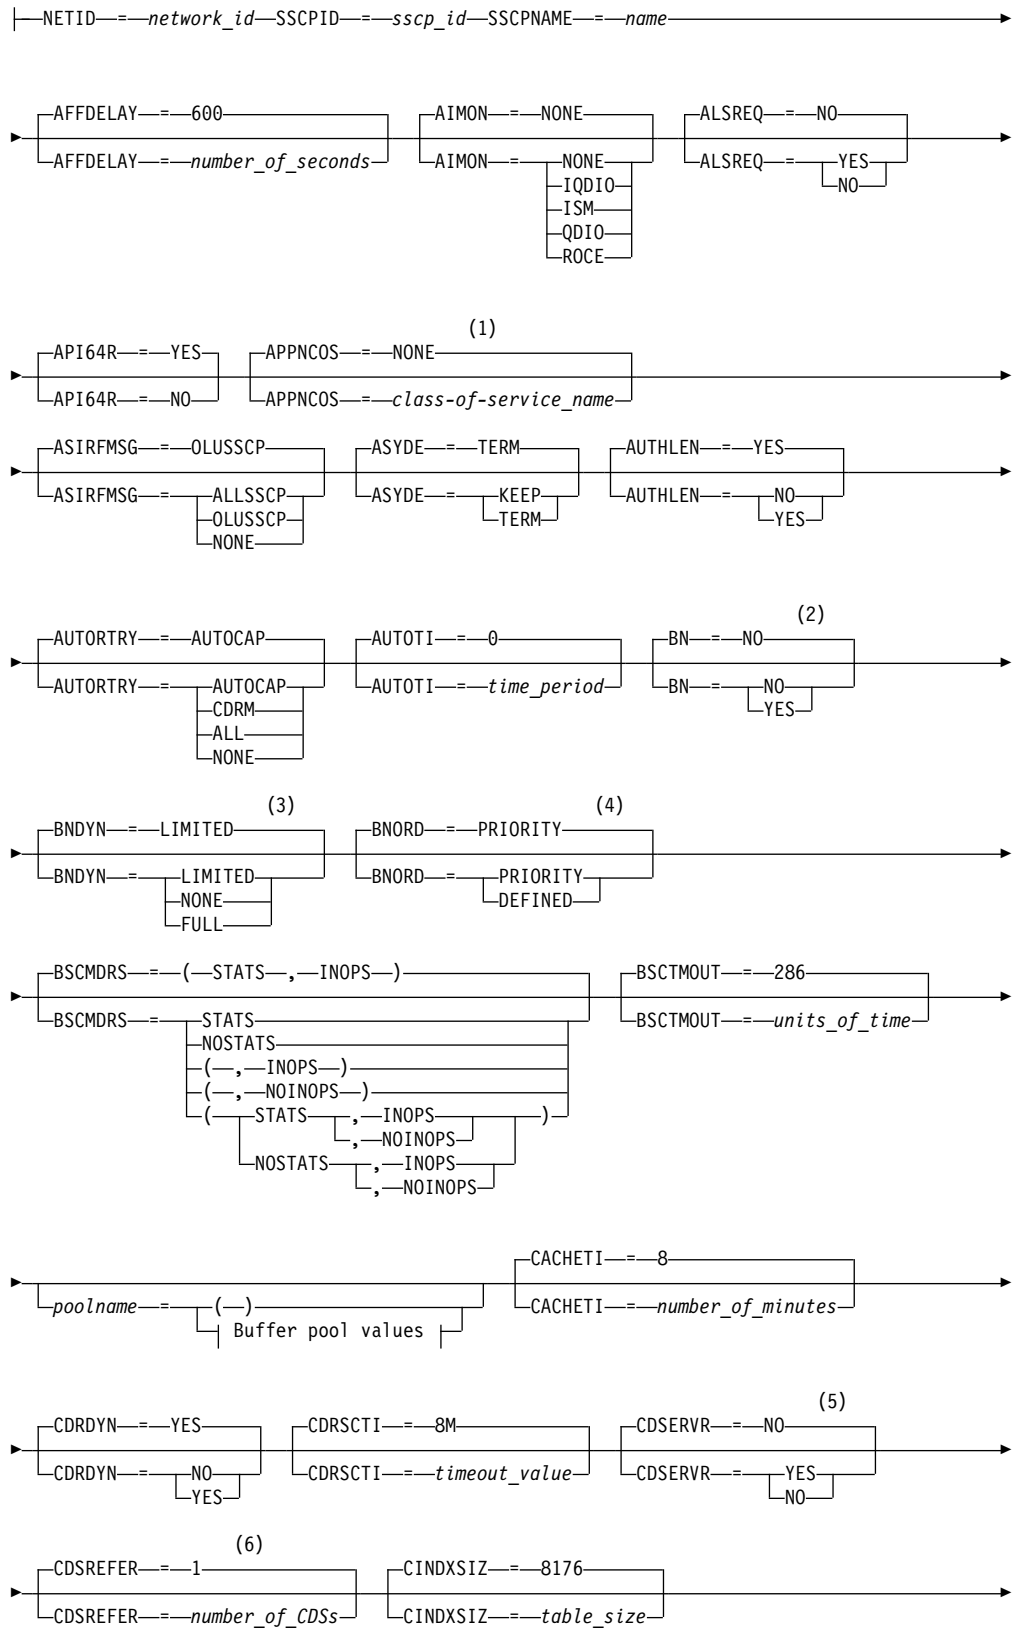 NETID = network_id SSCPID = sscp_id SSCPNAME = name
AFFDELAY = 600 AIMON = NONE ALSREQ = NO
AFFDELAY = number_of_seconds AIMON = NONE ALSREQ = YES
IQDIO NO
ISM
QDIO
ROCE
(1)
API64R = YES APPNCOS = NONE
API64R = NO APPNCOS = class-of-service_name
ASIRFMSG = OLUSSCP ASYDE = TERM AUTHLEN = YES
ASIRFMSG = ALLSSCP ASYDE = KEEP AUTHLEN = NO
OLUSSCP TERM YES
NONE
(2)
AUTORTRY = AUTOCAP AUTOTI = 0 BN = NO
AUTORTRY = AUTOCAP AUTOTI = time_period BN = NO
CDRM YES
ALL
NONE
(3) (4)
BNDYN = LIMITED BNORD = PRIORITY
BNDYN = LIMITED BNORD = PRIORITY
NONE DEFINED
FULL
BSCMDRS = ( STATS , INOPS ) BSCTMOUT = 286
BSCMDRS = STATS BSCTMOUT = units_of_time
NOSTATS
( , INOPS )
( , NOINOPS )
( STATS , INOPS )
, NOINOPS
NOSTATS , INOPS
, NOINOPS
CACHETI = 8
poolname = ( ) CACHETI = number_of_minutes
Buffer pool values
(5)
CDRDYN = YES CDRSCTI = 8M CDSERVR = NO
CDRDYN = NO CDRSCTI = timeout_value CDSERVR = YES
YES NO
(6)
CDSREFER = 1 CINDXSIZ = 8176
CDSREFER = number_of_CDSs CINDXSIZ = table_size